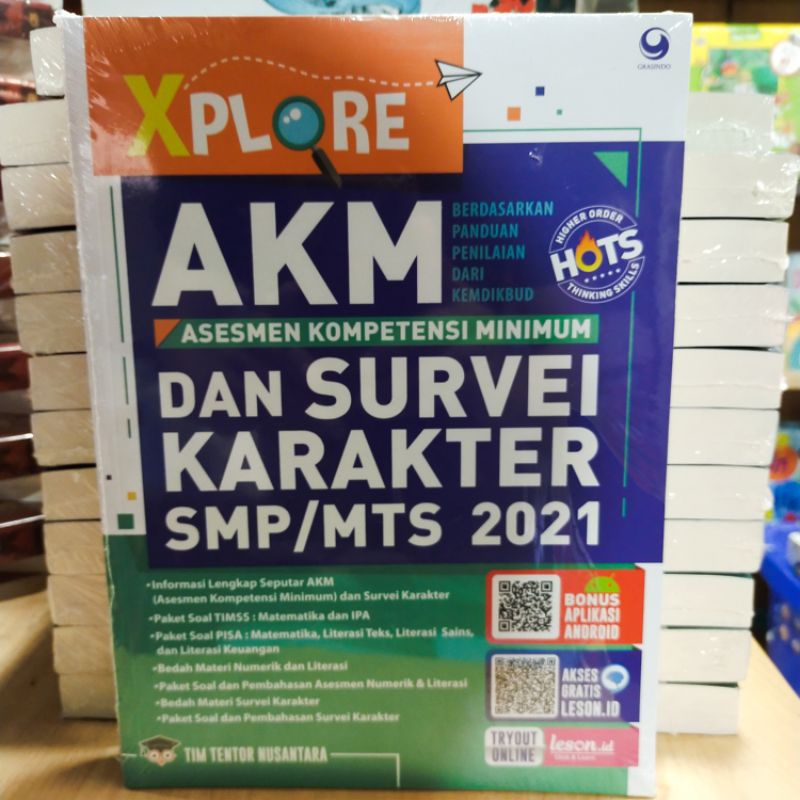 GRASINDO
XPLORE
AKM
BERDASARKAN
PANDUAN
PENILAIAN
DARI
KEMDIKBUD
HIGHER ORDER
HOTS
THINKING SKILLS
ASESMEN KOMPETENSI MINIMUM
DAN SURVEI
KARAKTER
SMP/MTS 2021
•Informasi Lengkap Seputar AKM
(Asesmen Kompetensi Minimum) dan Survei Karakter
•Paket Soal TIMSS : Matematika dan IPA
•Paket Soal PISA : Matematika, Literasi Teks, Literasi Sains,
dan Literasi Keuangan
•Bedah Materi Numerik dan Literasi
•Paket Soal dan Pembahasan Asesmen Numerik & Literasi
•Bedah Materi Survei Karakter
•Paket Soal dan Pembahasan Survei Karakter
BONUS
APLIKASI
ANDROID
AKSES
GRATIS
LESON.ID
TRYOUT
ONLINE
leson.id
Click & Learn
TIM TENTOR NUSANTARA